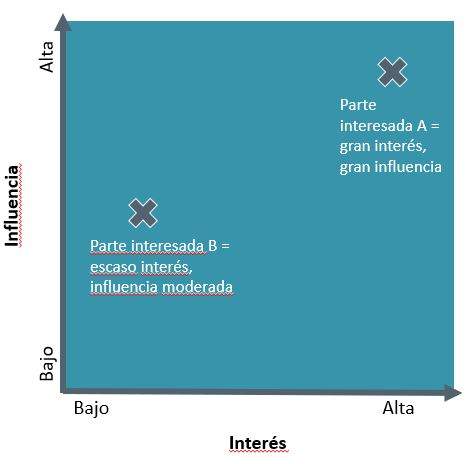 Alta
Influencia
Bajo
Parte
interesada A =
gran interés,
gran influencia
Parte interesada B =
escaso interés,
influencia moderada
Bajo
Alta
Interés